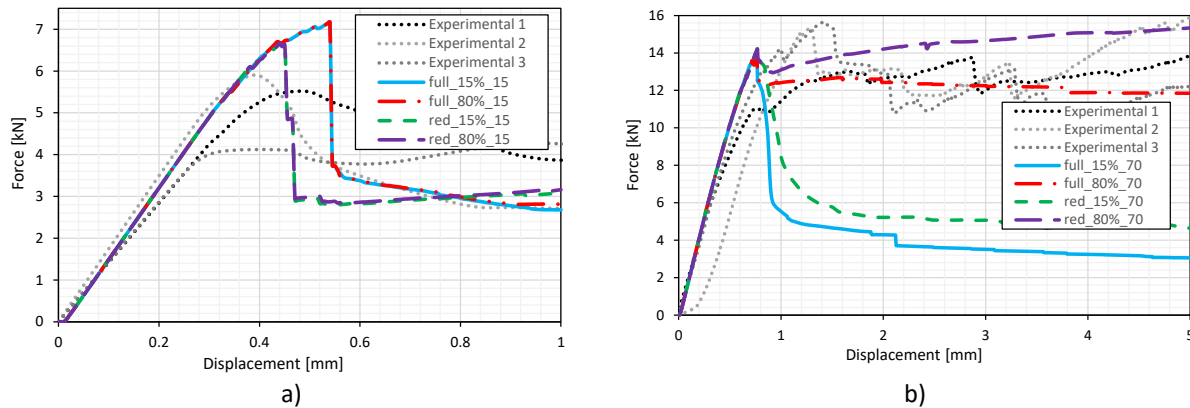 7
6
5
4
3
2
1
0
Force [kN]
0
0.2
0.4
0.6
0.8
1
Displacement [mm]
Experimental 1
Experimental 2
Experimental 3
full_15%_15
full_80%_15
red_15%_15
red_80%_15
a)
16
14
12
10
8
6
4
2
0
Force [kN]
0
1
2
3
4
5
Displacement [mm]
Experimental 1
Experimental 2
Experimental 3
full_15%_70
full_80%_70
red_15%_70
red_80%_70
b)